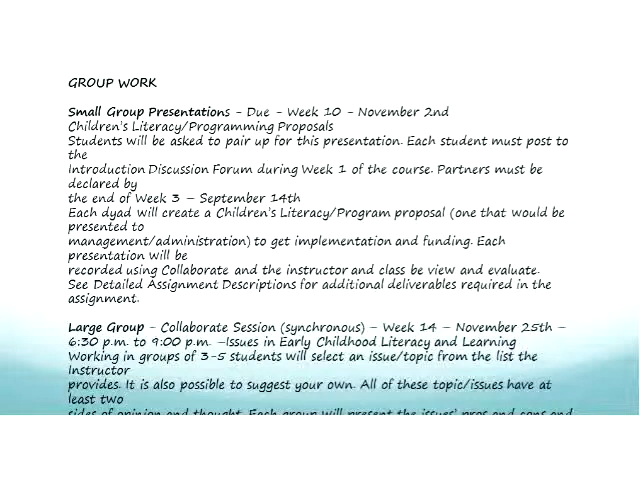 GROUP WORK
Small Group Presentations - Due - Week 10 - November 2nd
Children's Literacy/Programming Proposals
Students will be asked to pair up for this presentation. Each student must post to
the
Introduction Discussion Forum during Week 1 of the course. Partners must be
declared by
the end of Week 3 – September 14th
Each dyad will create a Children's Literacy/Program proposal (one that would be
presented to
management/administration) to get implementation and funding. Each
presentation will be
recorded using Collaborate and the instructor and class be view and evaluate.
See Detailed Assignment Descriptions for additional deliverables required in the
assignment.
Large Group - Collaborate Session (synchronous) – Week 14 – November 25th –
6:30 p.m. to 9:00 p.m. –Issues in Early Childhood Literacy and Learning
Working in groups of 3-5 students will select an issue/topic from the list the
Instructor
provides. It is also possible to suggest your own. All of these topic/issues have at
least two
sides of opinion and thought. Each group will present the issues' pros and cons and